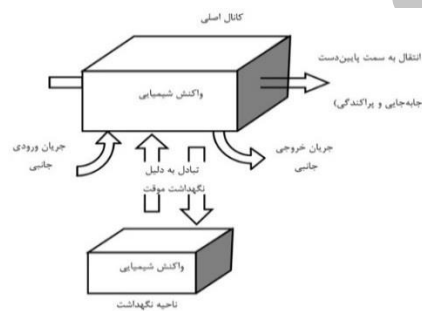 کانال اصلی
انتقال به سمت پایین‌دست
واکنش شیمیایی
(جابه‌جایی و پراکندگی)
جریان ورودی
جانبی
جریان خروجی
جانبی
تبادل به دلیل
نگهداشت موقت
واکنش شیمیایی
ناحیه نگهداشت